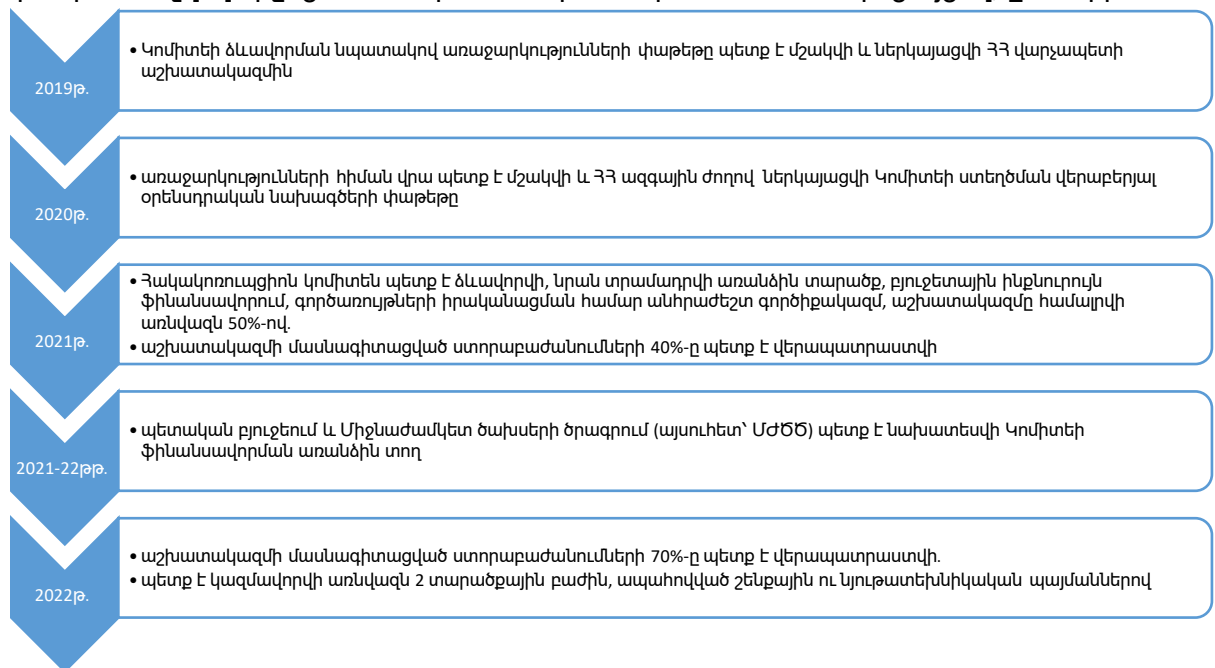 2019թ.
• Կոմիտեի ձևավորման նպատակով առաջարկությունների փաթեթը պետք է մշակվի և ներկայացվի ՀՀ վարչապետի
աշխատակազմին
2020թ.
• առաջարկությունների հիման վրա պետք է մշակվի և ՀՀ ազգային ժողով ներկայացվի Կոմիտեի ստեղծման վերաբերյալ
օրենսդրական նախագծերի փաթեթը
2021թ.
• Հակակոռուպցիոն կոմիտեն պետք է ձևավորվի, նրան տրամադրվի առանձին տարածք, բյուջետային ինքնուրույն
ֆինանսավորում, գործառույթների իրականացման համար անհրաժեշտ գործիքակազմ, աշխատակազմը համալրվի
առնվազն 50%-ով.
• աշխատակազմի մասնագիտացված ստորաբաժանումների 40%-ը պետք է վերապատրաստվի
2021-22թթ.
• պետական բյուջեում և Միջնաժամկետ ծախսերի ծրագրում (այսուհետ՝ ՄԺԾԾ) պետք է նախատեսվի Կոմիտեի
ֆինանսավորման առանձին տող
2022թ.
• աշխատակազմի մասնագիտացված ստորաբաժանումների 70%-ը պետք է վերապատրաստվի.
• պետք է կազմավորվի առնվազն 2 տարածքային բաժին, ապահովված շենքային ու նյութատեխնիկական պայմաններով